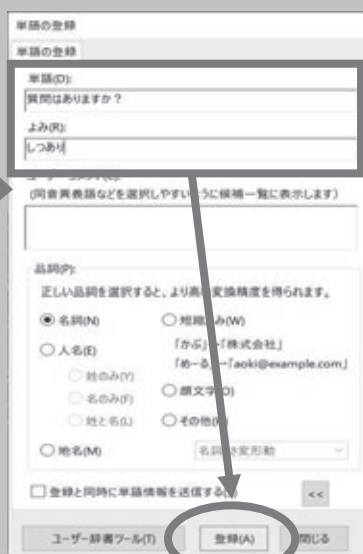 単語の登録
単語の登録
単語(D):
質問はありますか？
よみ(R):
しつあり
(同音異義語などを選択しやすいように候補一覧に表示します)
品詞(P):
正しい品詞を選択すると、より高い変換精度を得られます。
名詞(N) 短縮よみ(W)
人名(E) 「かぶ」→「株式会社」
姓のみ(Y) 「めーる」→「aoki@example.com」
名のみ(F) 顔文字(O)
姓と名(L) その他
地名(M)
登録と同時に単語情報を送信する <<
ユーザー辞書ツール(T) 登録(A) 閉じる